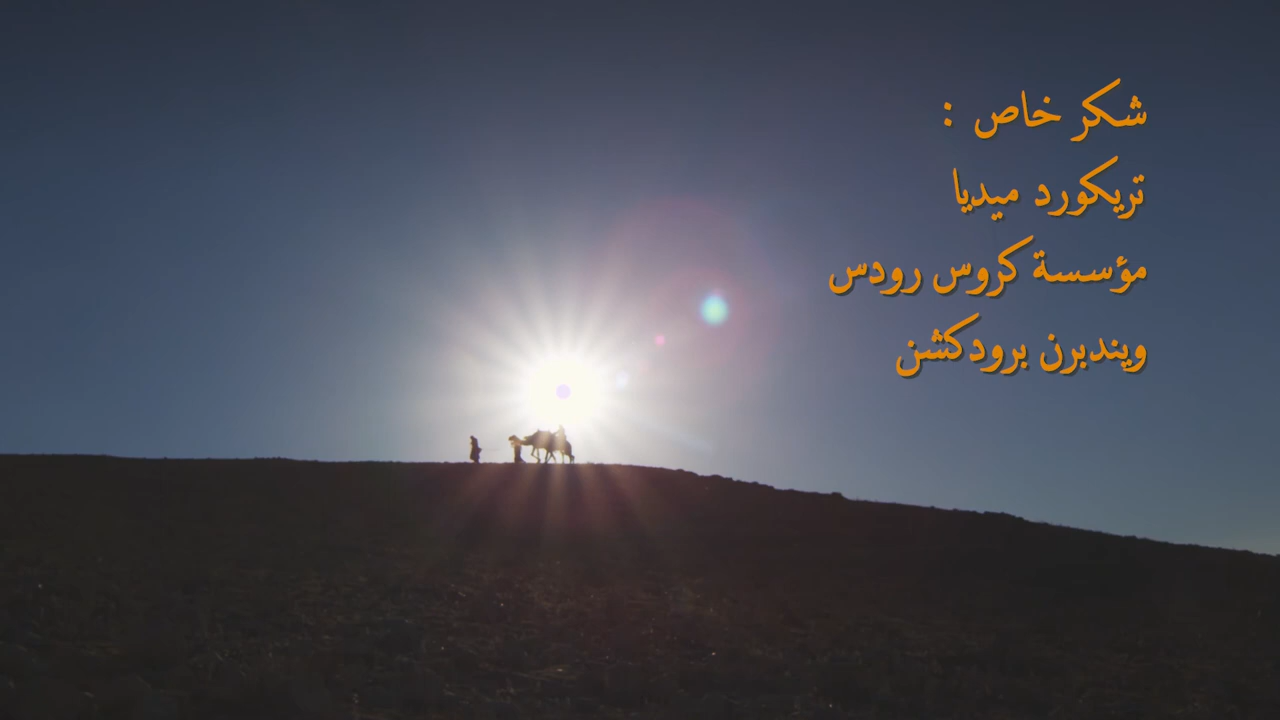 شكر خاص :
تريكورد ميديا
مؤسسة كروس رودس
ويندبرن برودكشن